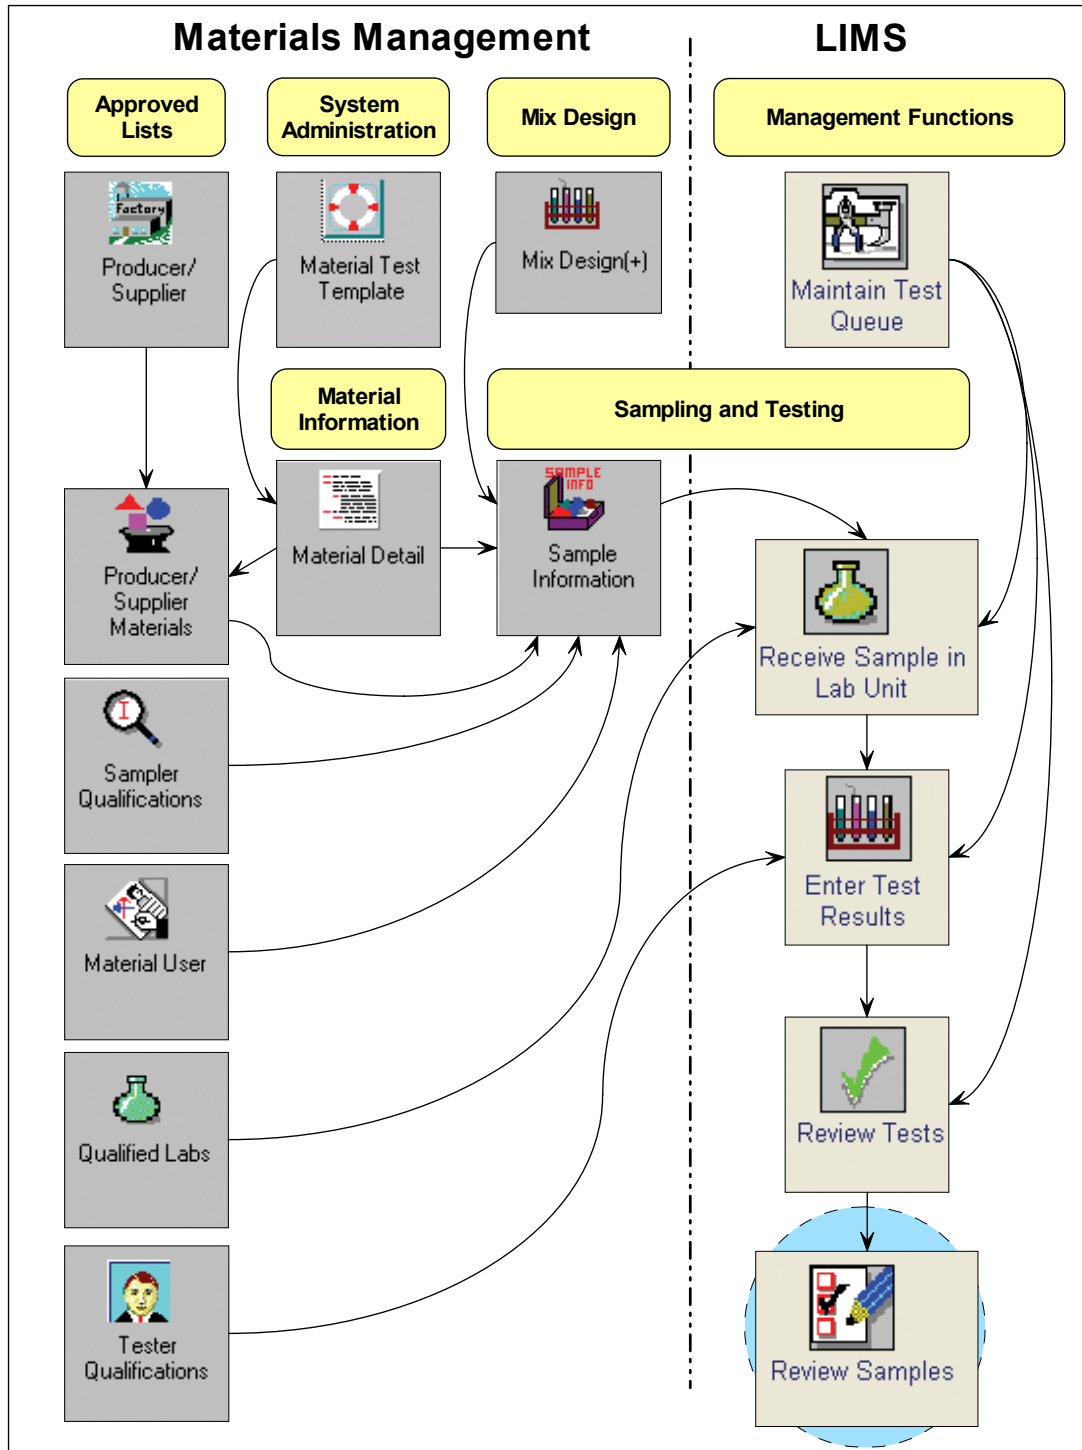 Materials Management
LIMS
Approved
Lists
System
Administration
Mix Design
Management Functions
Factory
Producer/
Supplier
Material Test
Template
Mix Design(+)
Maintain Test
Queue
Material
Information
Sampling and Testing
SAMPLE
INFO
Producer/
Supplier
Materials
Material Detail
Sample
Information
Receive Sample in
Lab Unit
I
Sampler
Qualifications
Enter Test
Results
Material User
Qualified Labs
Review Tests
Tester
Qualifications
Review Samples